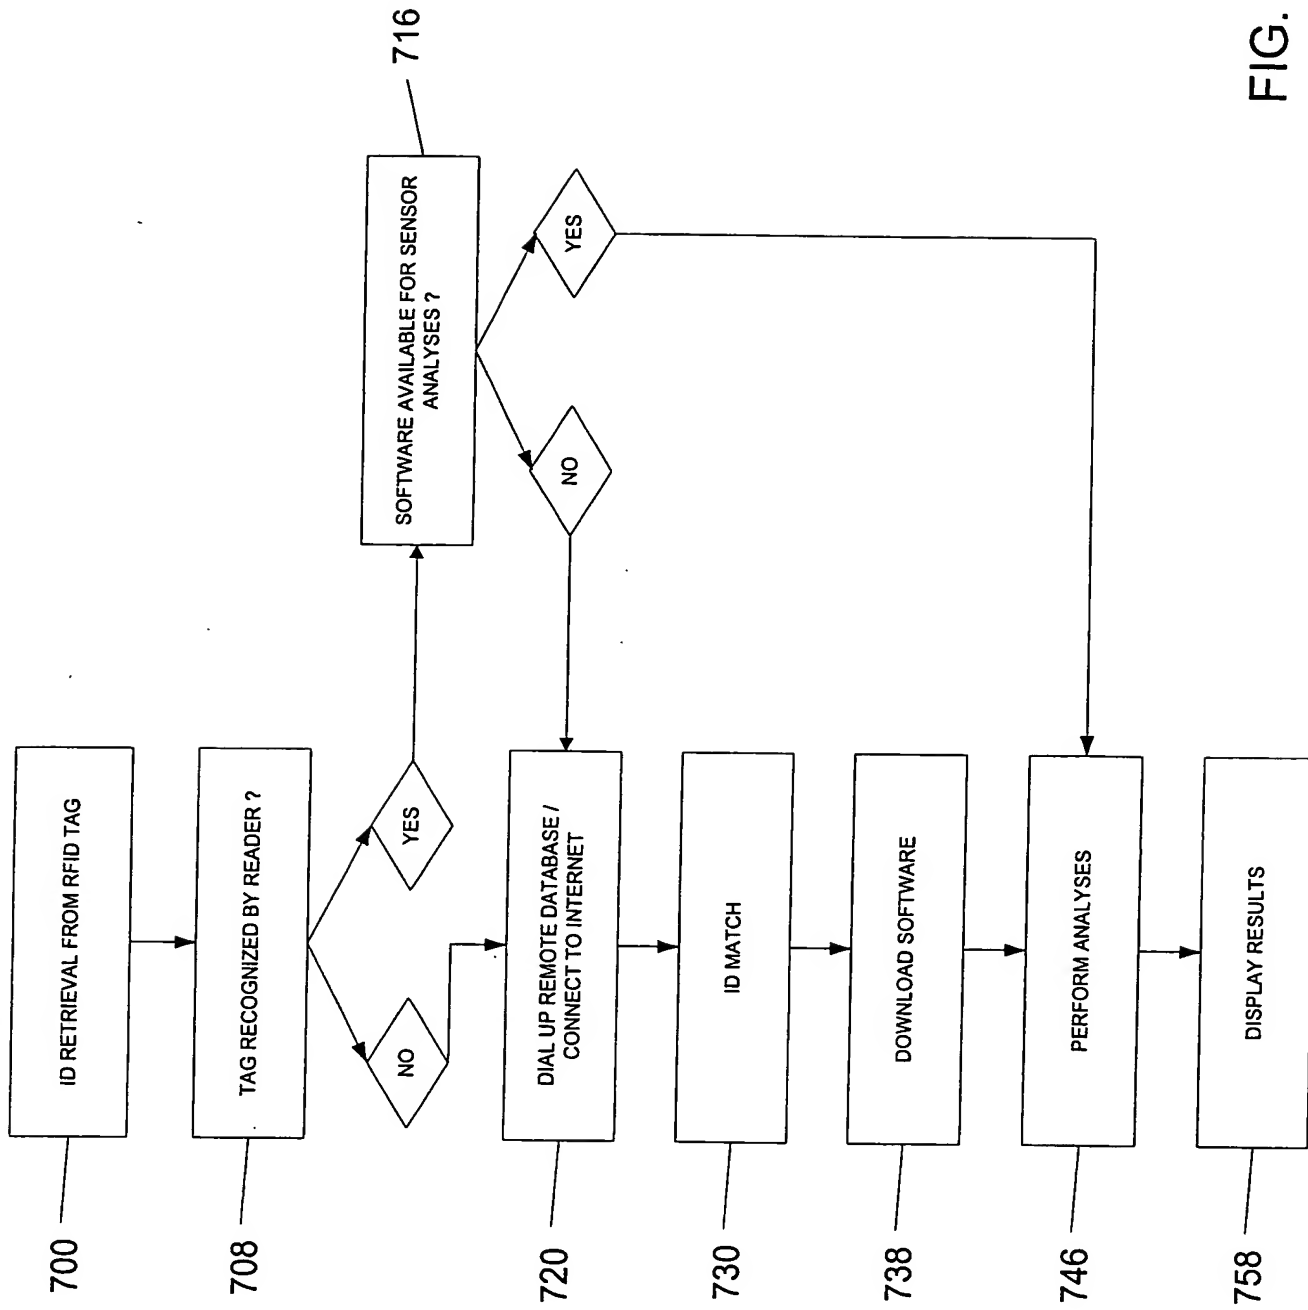 700
ID RETRIEVAL FROM RFID TAG
708
TAG RECOGNIZED BY READER ?
NO
YES
716
SOFTWARE AVAILABLE FOR SENSOR
ANALYSES ?
NO
YES
720
DIAL UP REMOTE DATABASE /
CONNECT TO INTERNET
730
ID MATCH
738
DOWNLOAD SOFTWARE
746
PERFORM ANALYSES
758
DISPLAY RESULTS
FIG.